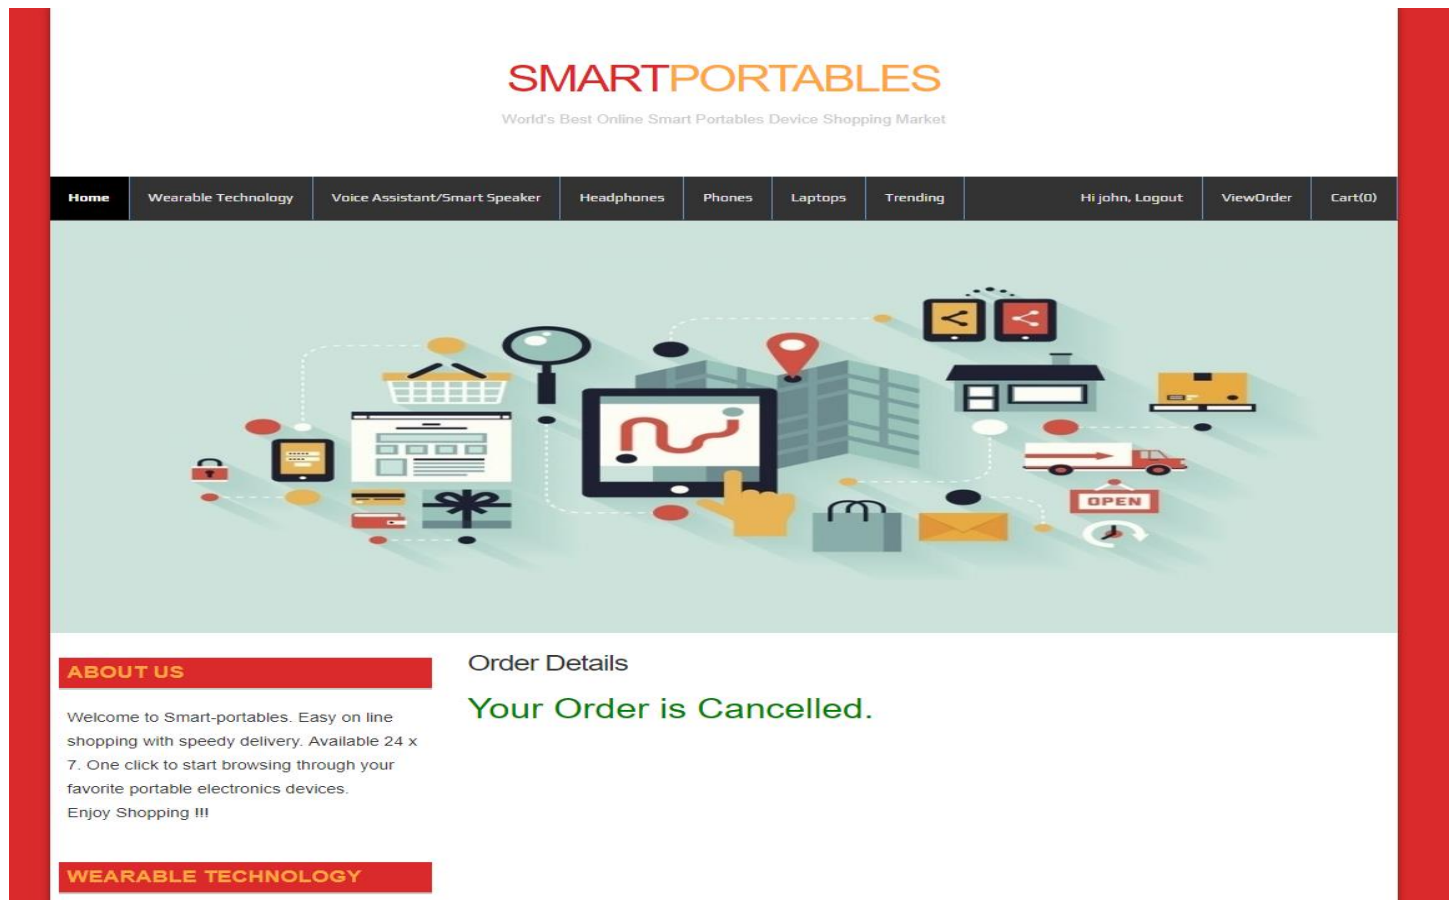 SMARTPORTABLES
World's Best Online Smart Portables Device Shopping Market
Home Wearable Technology Voice Assistant/Smart Speaker Headphones Phones Laptops Trending Hi john, Logout ViewOrder Cart(0)
OPEN
ABOUT US
Welcome to Smart-portables. Easy on line
shopping with speedy delivery. Available 24 x
7. One click to start browsing through your
favorite portable electronics devices.
Enjoy Shopping !!!
WEARABLE TECHNOLOGY
Order Details
Your Order is Cancelled.